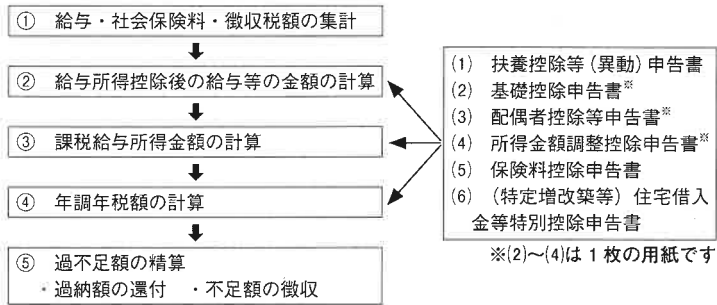 ① 給与・社会保険料・徴収税額の集計
② 給与所得控除後の給与等の金額の計算
③ 課税給与所得金額の計算
④ 年調年税額の計算
⑤ 過不足額の精算
・過納額の還付 ・不足額の徴収
(1) 扶養控除等(異動)申告書
(2) 基礎控除申告書※
(3) 配偶者控除等申告書※
(4) 所得金額調整控除申告書※
(5) 保険料控除申告書
(6) (特定増改築等)住宅借入
金等特別控除申告書
※(2)~(4)は1枚の用紙です